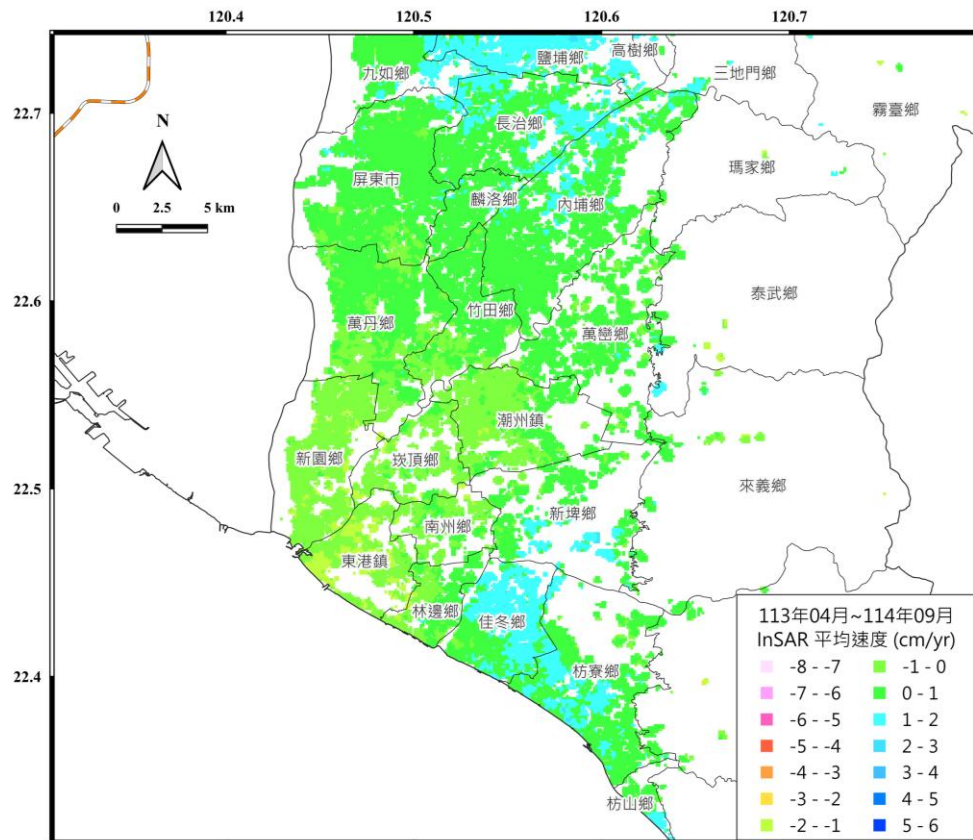 120.4 120.5 120.6 120.7
高樹鄉
鹽埔鄉
九如鄉
三地門鄉
22.7
霧臺鄉
N
長治鄉
瑪家鄉
屏東市
麟洛鄉
內埔鄉
0 2.5 5 km
22.6
泰武鄉
竹田鄉
萬丹鄉
萬巒鄉
潮州鎮
新園鄉
崁頂鄉
22.5
來義鄉
新埤鄉
南州鄉
東港鎮
林邊鄉
佳冬鄉
22.4
枋寮鄉
枋山鄉
113年04月~114年09月
InSAR 平均速度 (cm/yr)
-8 - -7 -1 - 0
-7 - -6 0 - 1
-6 - -5 1 - 2
-5 - -4 2 - 3
-4 - -3 3 - 4
-3 - -2 4 - 5
-2 - -1 5 - 6